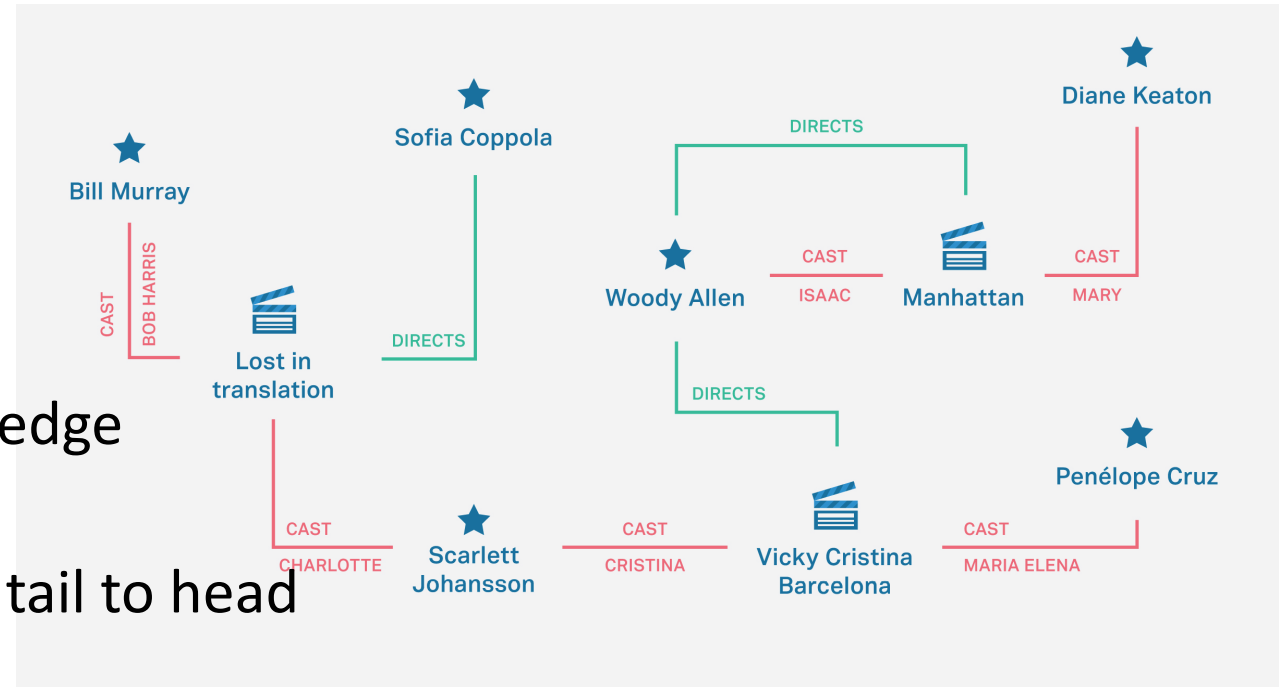 Diane Keaton
DIRECTS
Sofia Coppola
Bill Murray
CAST
BOB HARRIS
Woody Allen
CAST
ISAAC
Manhattan
CAST
MARY
DIRECTS
Lost in
translation
DIRECTS
edge
Penélope Cruz
CAST
CHARLOTTE
Scarlett
Johansson
CAST
CRISTINA
Vicky Cristina
Barcelona
CAST
MARIA ELENA
tail to head